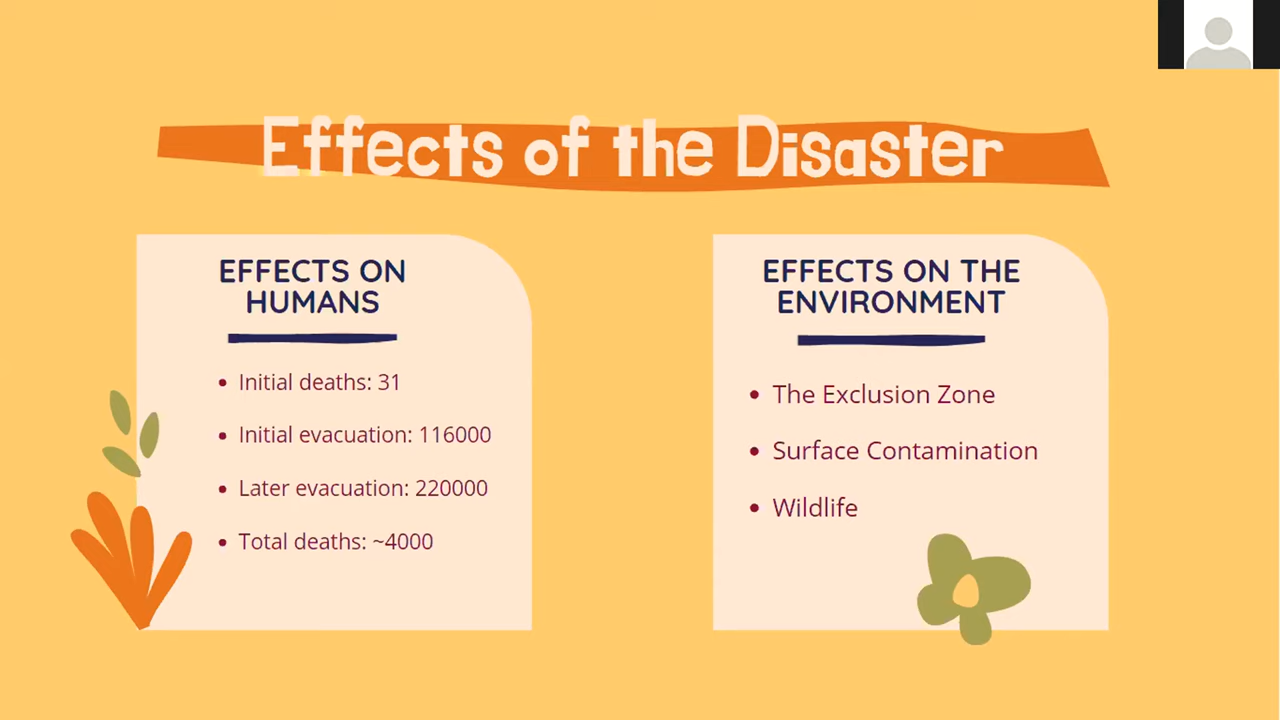 Effects of the Disaster
EFFECTS ON
HUMANS
• Initial deaths: 31
• Initial evacuation: 116000
• Later evacuation: 220000
• Total deaths: ~4000
EFFECTS ON THE
ENVIRONMENT
• The Exclusion Zone
• Surface Contamination
• Wildlife